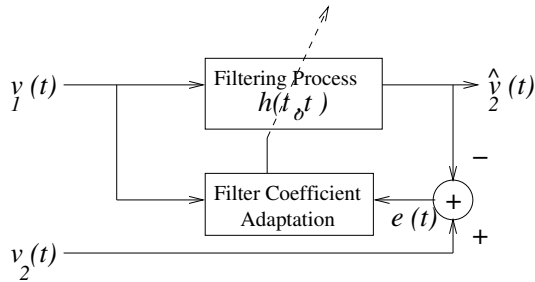 v₁(t)
Filtering Process
h(t₀,t)
v̂₂(t)
−
Filter Coefficient
Adaptation
+
e(t)
+
v₂(t)